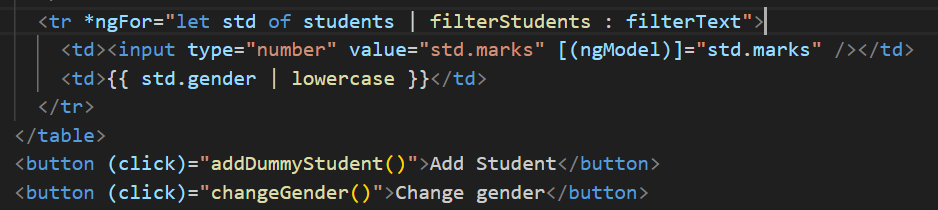 <tr *ngFor="let std of students | filterStudents : filterText">
<td><input type="number" value="std.marks" [(ngModel)]="std.marks" /></td>
<td>{{ std.gender | lowercase }}</td>
</tr>
</table>
<button (click)="addDummyStudent()">Add Student</button>
<button (click)="changeGender()">Change gender</button>